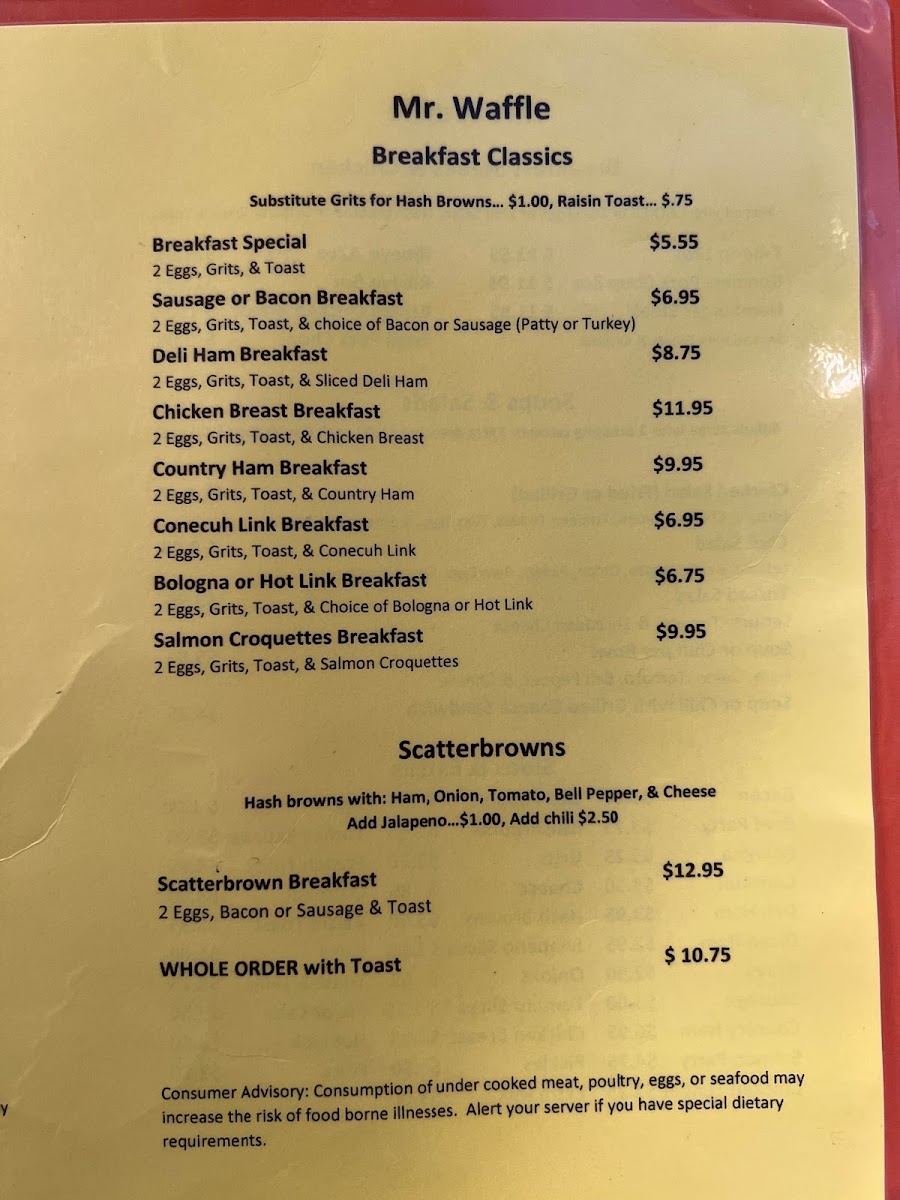 Mr. Waffle
Breakfast Classics
Substitute Grits for Hash Browns... $1.00, Raisin Toast... $.75
Breakfast Special $5.55
2 Eggs, Grits, & Toast
Sausage or Bacon Breakfast $6.95
2 Eggs, Grits, Toast, & choice of Bacon or Sausage (Patty or Turkey)
Deli Ham Breakfast $8.75
2 Eggs, Grits, Toast, & Sliced Deli Ham
Chicken Breast Breakfast $11.95
2 Eggs, Grits, Toast, & Chicken Breast
Country Ham Breakfast $9.95
2 Eggs, Grits, Toast, & Country Ham
Conecuh Link Breakfast $6.95
2 Eggs, Grits, Toast, & Conecuh Link
Bologna or Hot Link Breakfast $6.75
2 Eggs, Grits, Toast, & Choice of Bologna or Hot Link
Salmon Croquettes Breakfast $9.95
2 Eggs, Grits, Toast, & Salmon Croquettes
Scatterbrowns
Hash browns with: Ham, Onion, Tomato, Bell Pepper, & Cheese
Add Jalapeno...$1.00, Add chili $2.50
Scatterbrown Breakfast $12.95
2 Eggs, Bacon or Sausage & Toast
WHOLE ORDER with Toast $ 10.75
Consumer Advisory: Consumption of under cooked meat, poultry, eggs, or seafood may
increase the risk of food borne illnesses. Alert your server if you have special dietary
requirements.